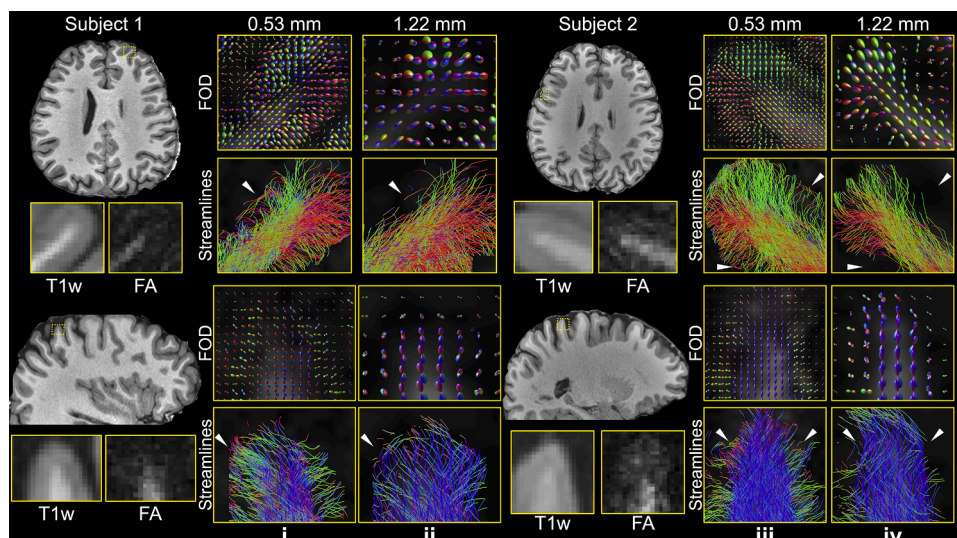 Subject 1
0.53 mm
1.22 mm
Subject 2
0.53 mm
1.22 mm
FOD
FOD
Streamlines
Streamlines
T1w
FA
T1w
FA
FOD
FOD
Streamlines
Streamlines
T1w
FA
T1w
FA
i
ii
iii
iv